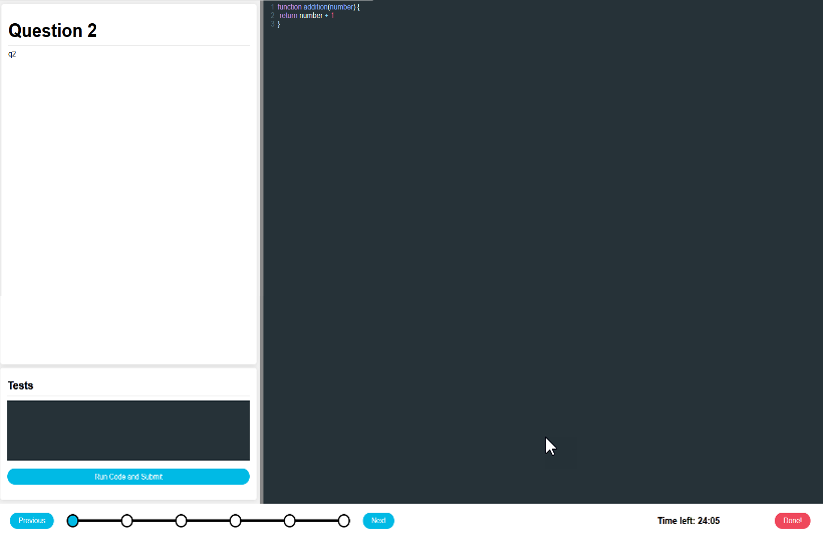 Question 2
q2
1 function addition(number) {
2 return number + 1
3 }
Tests
Run Code and Submit
Previous
Next
Time left: 24:05
Done!